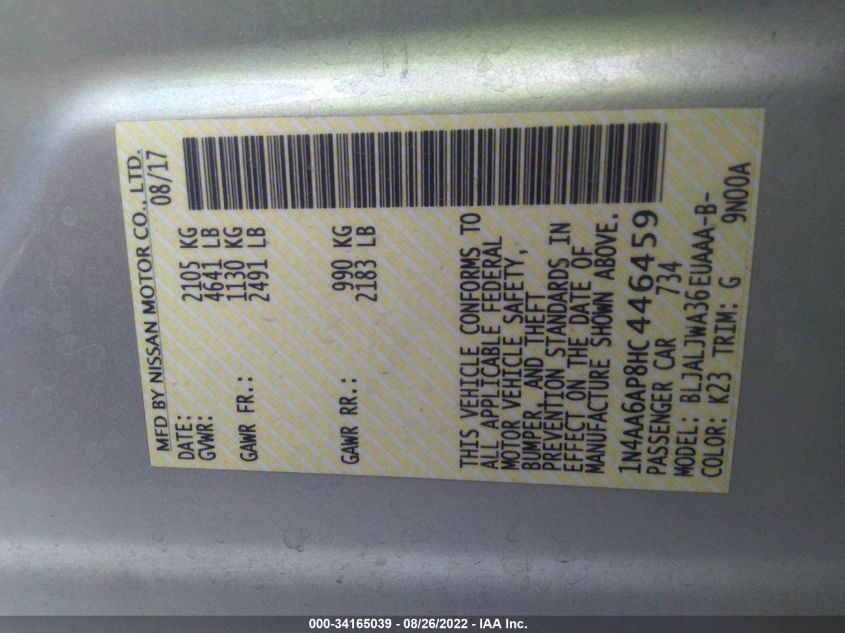 MFD BY NISSAN MOTOR CO., LTD.
DATE: 08/17
GVWR: 2105 KG
4641 LB
GAWR FR.: 1130 KG
2491 LB
GAWR RR.: 990 KG
2183 LB
THIS VEHICLE CONFORMS TO
ALL APPLICABLE FEDERAL
MOTOR VEHICLE SAFETY,
BUMPER, AND THEFT
PREVENTION STANDARDS IN
EFFECT ON THE DATE OF
MANUFACTURE SHOWN ABOVE.
1N4AA6AP8HC446459
PASSENGER CAR 734
MODEL: BLJALJWA36EUAAA-B-
COLOR: K23 TRIM: G 9N00A
000-34165039 - 08/26/2022 - IAA Inc.